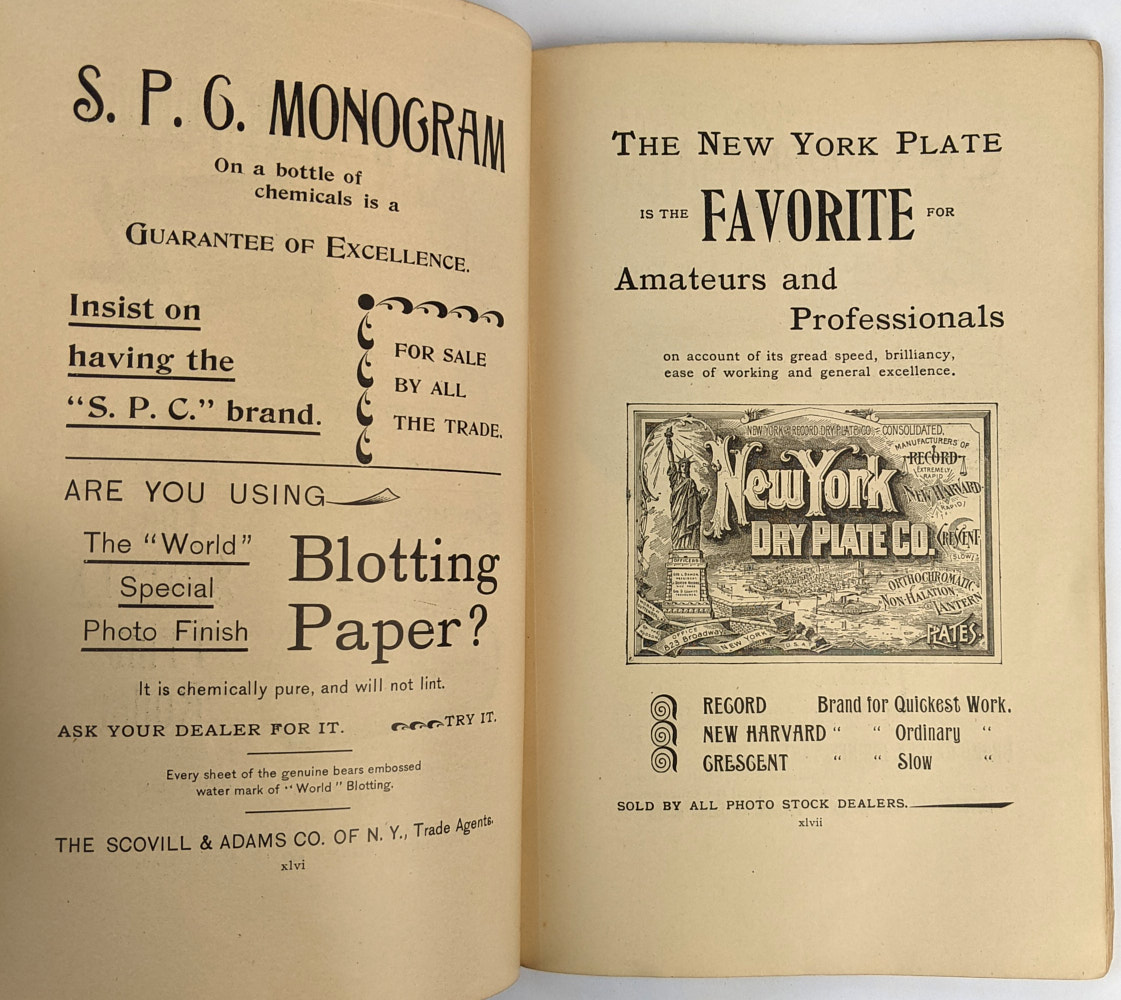 S. P. C. MONOGRAM
On a bottle of
chemicals is a
GUARANTEE OF EXCELLENCE.
Insist on
having the
"S. P. C." brand.
FOR SALE
BY ALL
THE TRADE.
ARE YOU USING
The "World"
Special
Photo Finish
Blotting
Paper?
It is chemically pure, and will not lint.
ASK YOUR DEALER FOR IT. TRY IT.
Every sheet of the genuine bears embossed
water mark of "World" Blotting.
THE SCOVILL & ADAMS CO. OF N. Y., Trade Agents.
xlvi
THE NEW YORK PLATE
IS THE FAVORITE FOR
Amateurs and
Professionals
on account of its gread speed, brilliancy,
ease of working and general excellence.
NEW YORK AND RECORD DRY PLATE CO. CONSOLIDATED.
MANUFACTURERS OF
RECORD
EXTREMELY
RAPID
NEW HARVARD
RAPID
CRESCENT
SLOW
New York
DRY PLATE CO.
ORTHOCHROMATIC
NON-HALATION
LANTERN
PLATES.
OFFICERS
OFFICE
823 Broadway
NEW YORK
U.S.A.
RECORD Brand for Quickest Work.
NEW HARVARD " " Ordinary "
CRESCENT " " Slow "
SOLD BY ALL PHOTO STOCK DEALERS.
xlvii